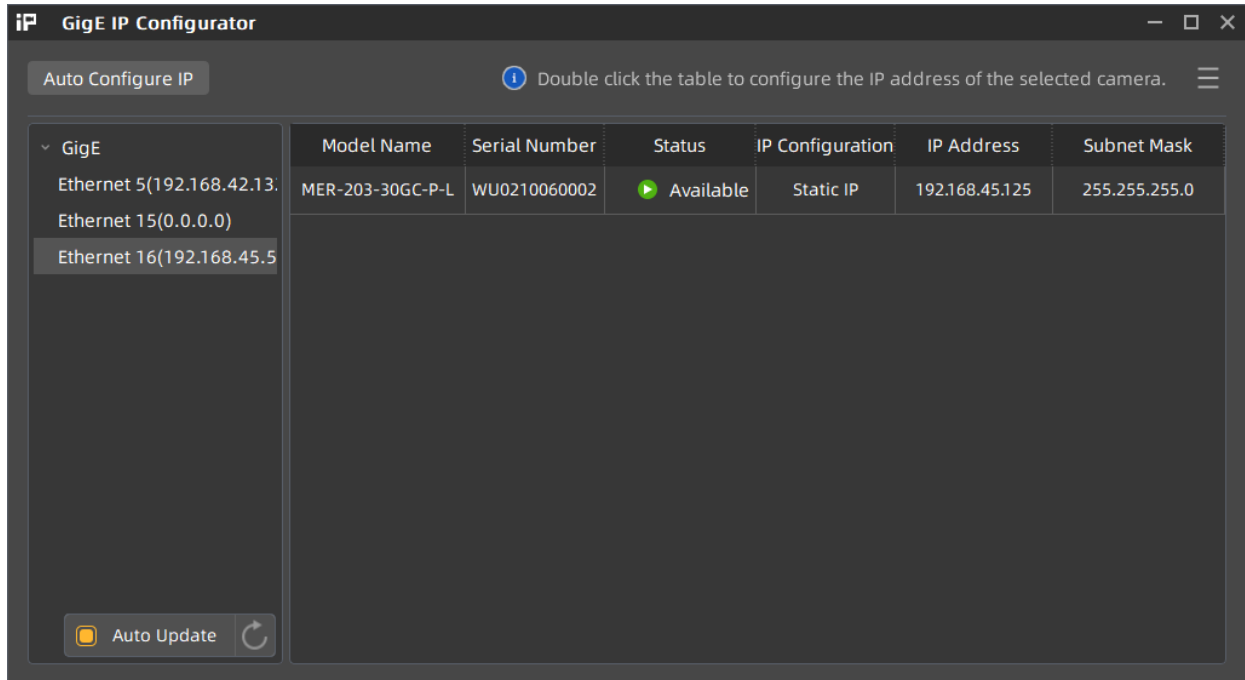 iP GigE IP Configurator
Auto Configure IP
Double click the table to configure the IP address of the selected camera.
GigE
Ethernet 5(192.168.42.13
Ethernet 15(0.0.0.0)
Ethernet 16(192.168.45.5
Auto Update
Model Name Serial Number Status IP Configuration IP Address Subnet Mask
MER-203-30GC-P-L WU0210060002 Available Static IP 192.168.45.125 255.255.255.0